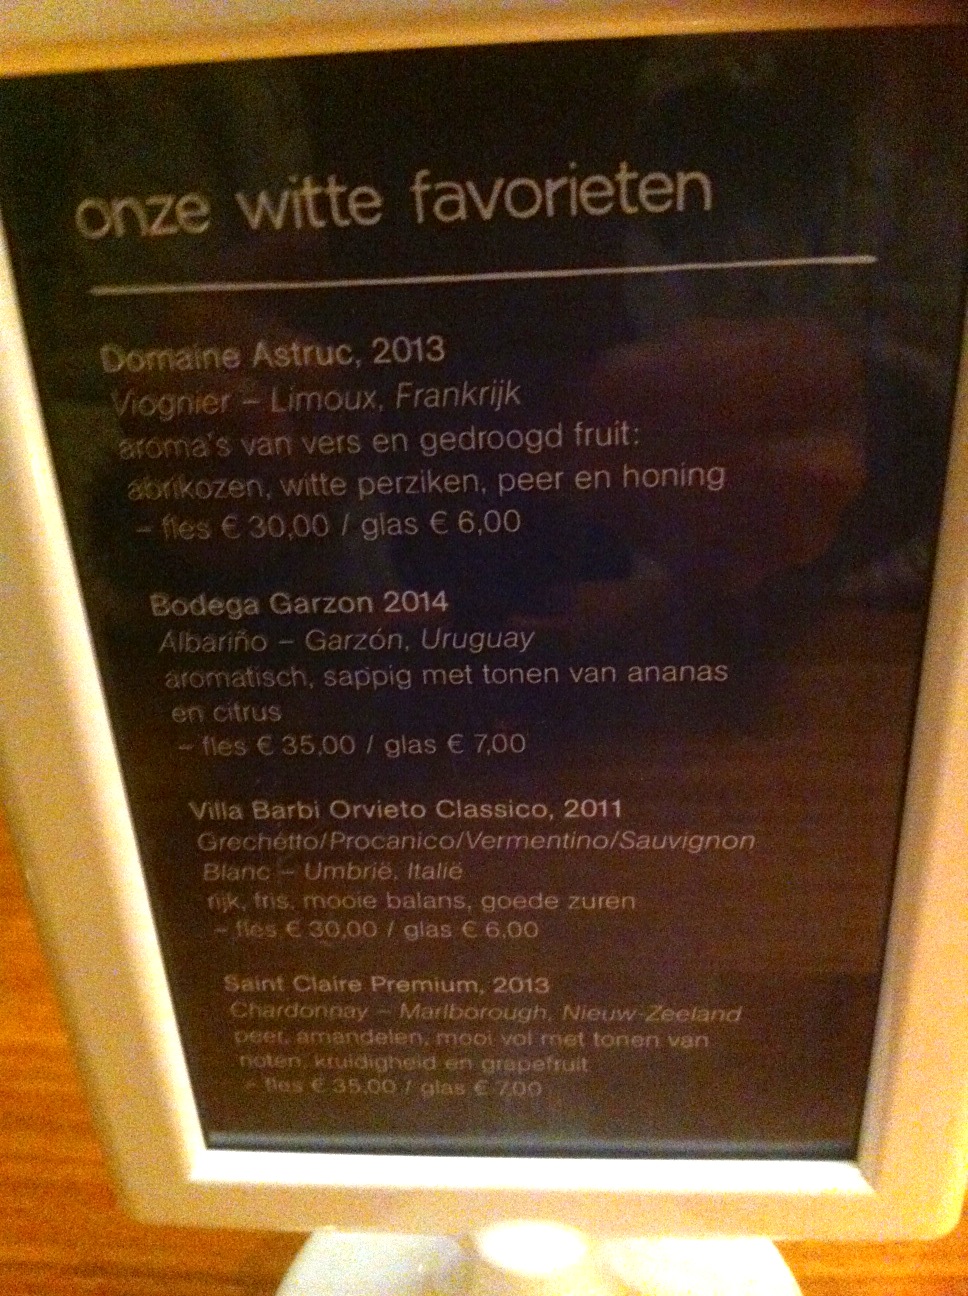 onze witte favorieten
Domaine Astruc, 2013
Viognier – Limoux, Frankrijk
aroma's van vers en gedroogd fruit:
abrikozen, witte perziken, peer en honing
– fles € 30,00 / glas € 6,00
Bodega Garzon 2014
Albariño – Garzón, Uruguay
aromatisch, sappig met tonen van ananas
en citrus
– fles € 35,00 / glas € 7,00
Villa Barbi Orvieto Classico, 2011
Grechetto/Procanico/Vermentino/Sauvignon
Blanc – Umbrië, Italië
rijk, fris, mooie balans, goede zuren
– fles € 30,00 / glas € 6,00
Saint Claire Premium, 2013
Chardonnay – Marlborough, Nieuw-Zeeland
peer, amandelen, mooi vol met tonen van
noten, kruidigheid en grapefruit
– fles € 35,00 / glas € 7,00